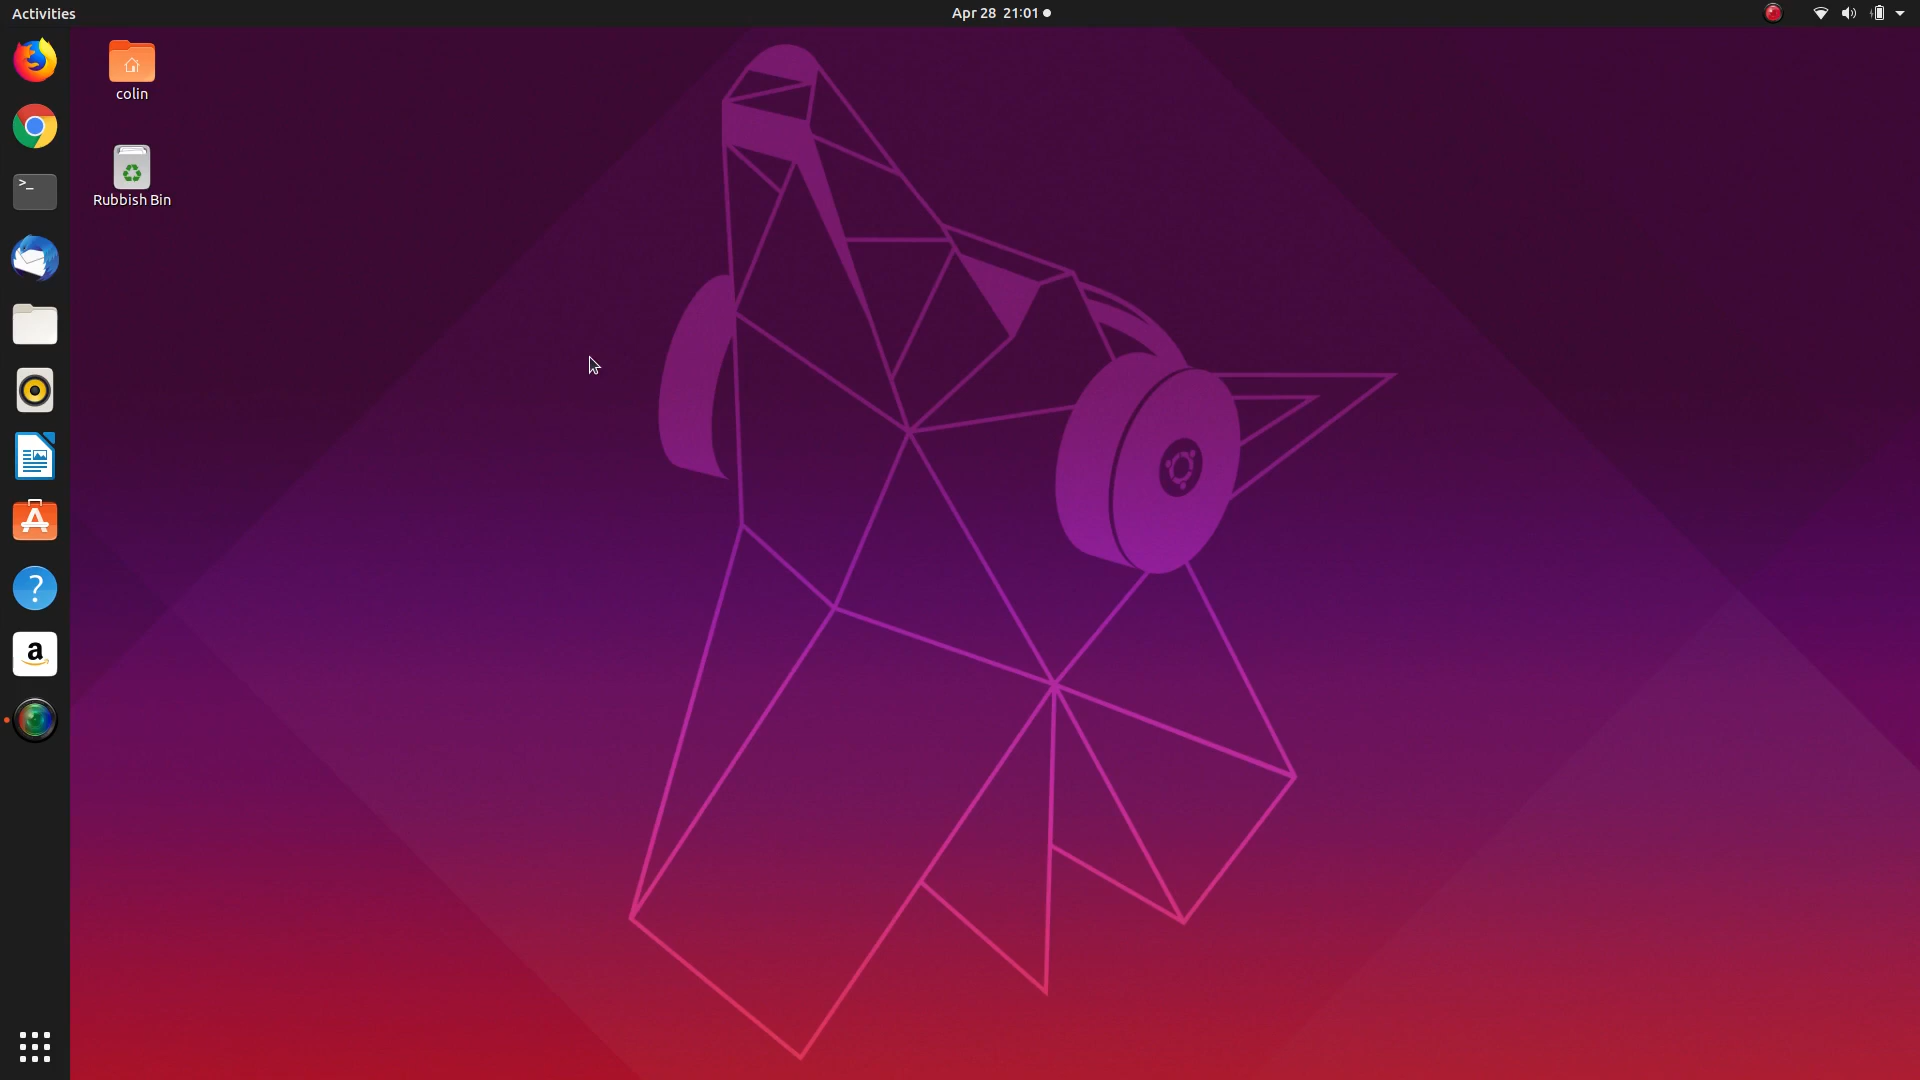 Activities
Apr 28 21:01
colin
Rubbish Bin
>_
?
a